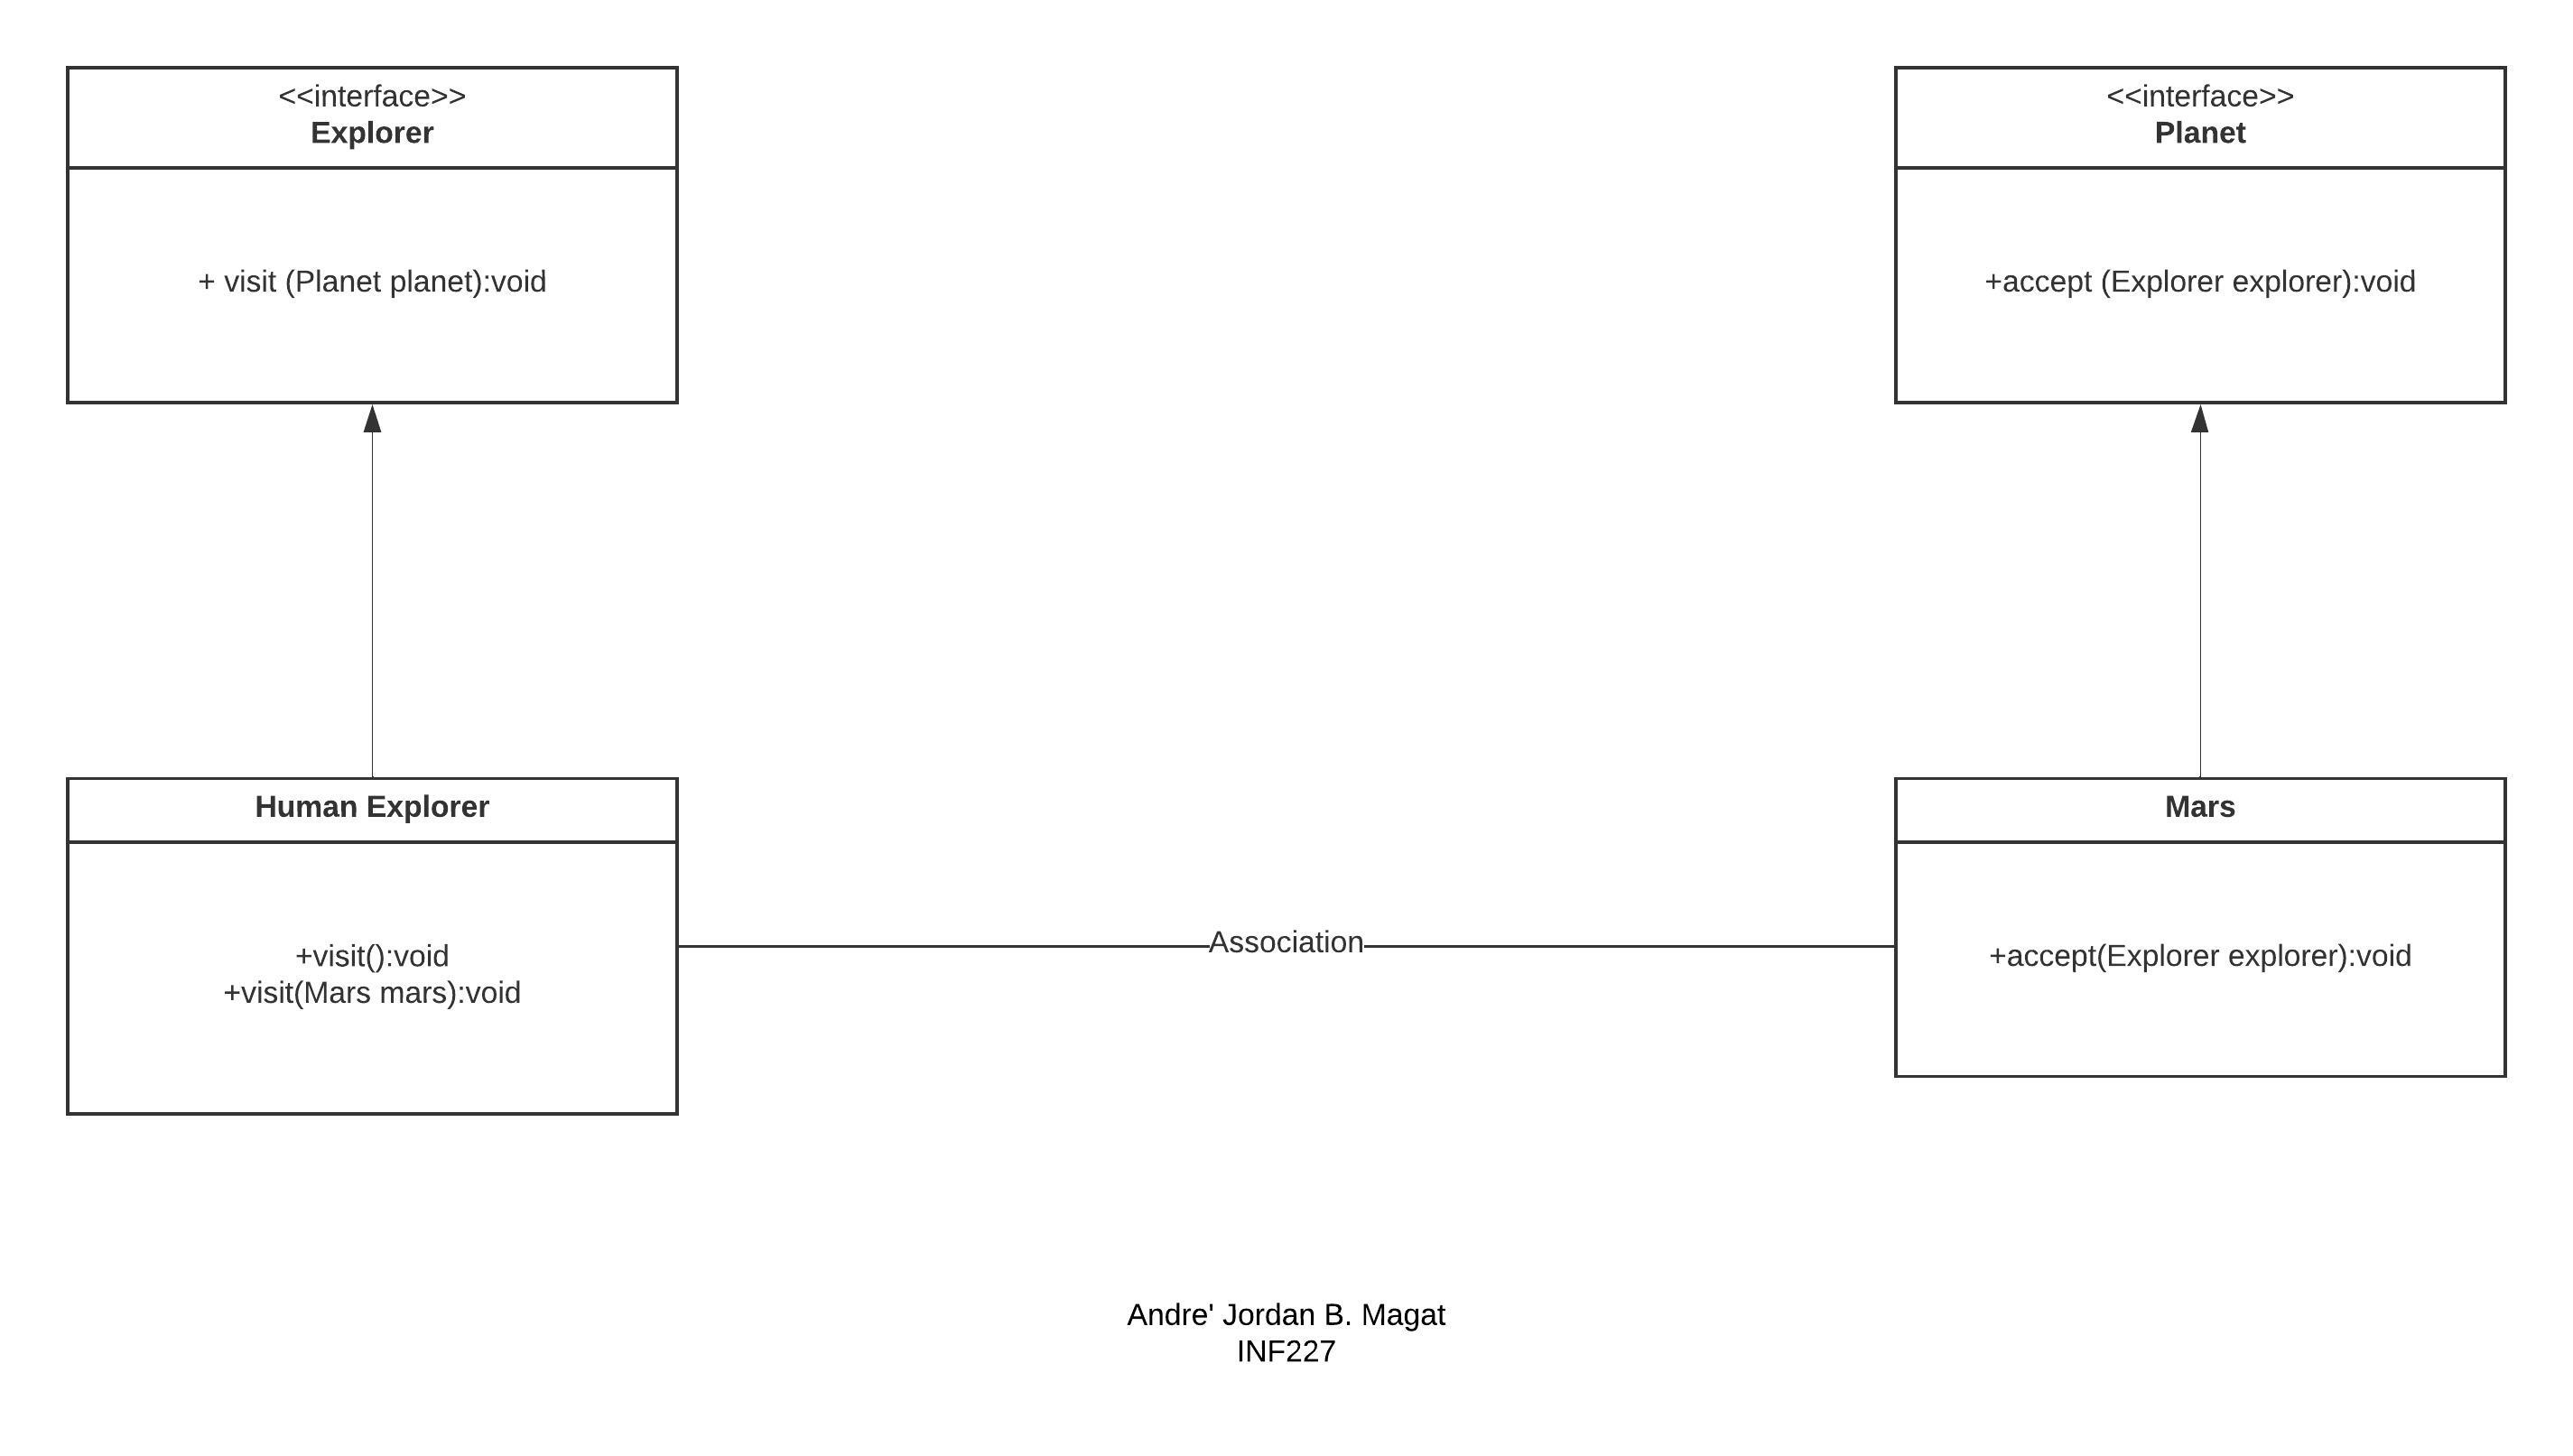 <<interface>>
Explorer
+ visit (Planet planet):void
<<interface>>
Planet
+accept (Explorer explorer):void
Human Explorer
+visit():void
+visit(Mars mars):void
Association
Mars
+accept(Explorer explorer):void
Andre' Jordan B. Magat
INF227